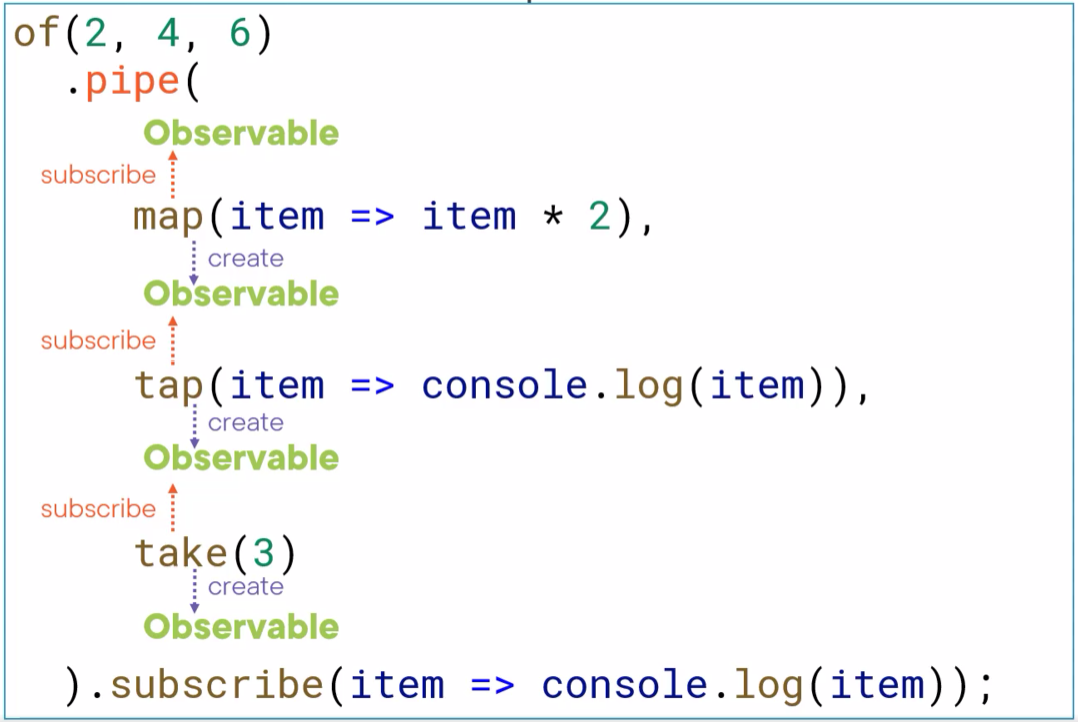 of(2, 4, 6)
.pipe(
Observable
subscribe
map(item => item * 2),
create
Observable
subscribe
tap(item => console.log(item)),
create
Observable
subscribe
take(3)
create
Observable
).subscribe(item => console.log(item));